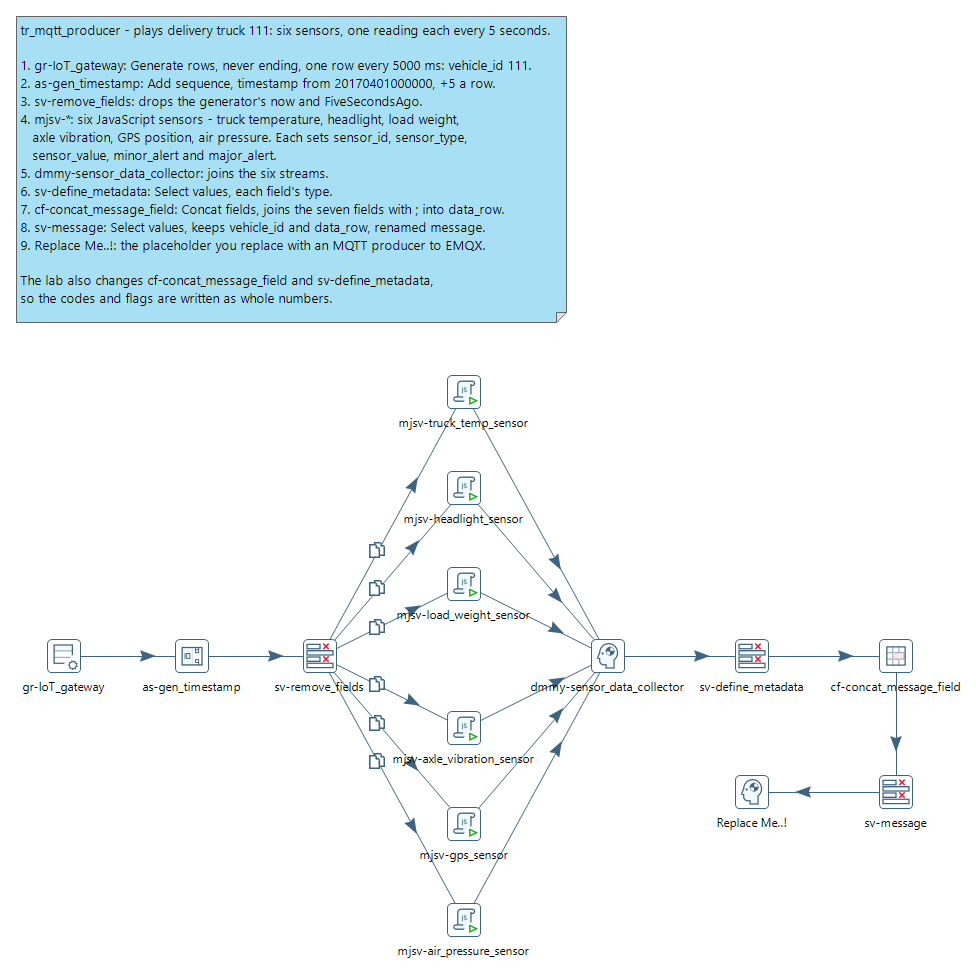 tr_mqtt_producer - plays delivery truck 111: six sensors, one reading each every 5 seconds.
1. gr-IoT_gateway: Generate rows, never ending, one row every 5000 ms: vehicle_id 111.
2. as-gen_timestamp: Add sequence, timestamp from 20170401000000, +5 a row.
3. sv-remove_fields: drops the generator's now and FiveSecondsAgo.
4. mjsv-*: six JavaScript sensors - truck temperature, headlight, load weight,
axle vibration, GPS position, air pressure. Each sets sensor_id, sensor_type,
sensor_value, minor_alert and major_alert.
5. dmmy-sensor_data_collector: joins the six streams.
6. sv-define_metadata: Select values, each field's type.
7. cf-concat_message_field: Concat fields, joins the seven fields with ; into data_row.
8. sv-message: Select values, keeps vehicle_id and data_row, renamed message.
9. Replace Me..!: the placeholder you replace with an MQTT producer to EMQX.
The lab also changes cf-concat_message_field and sv-define_metadata,
so the codes and flags are written as whole numbers.
mjsv-truck_temp_sensor
mjsv-headlight_sensor
mjsv-load_weight_sensor
gr-IoT_gateway
as-gen_timestamp
sv-remove_fields
dmmy-sensor_data_collector
sv-define_metadata
cf-concat_message_field
mjsv-axle_vibration_sensor
Replace Me..!
sv-message
mjsv-gps_sensor
mjsv-air_pressure_sensor